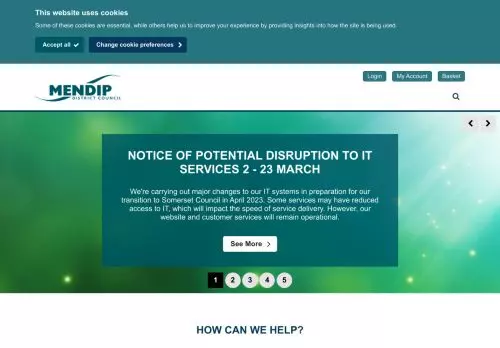 This website uses cookies
Some of these cookies are essential, while others help us to improve your experience by providing insights into how the site is being used.
Accept all
Change cookie preferences
Login
My Account
Basket
MENDIP
DISTRICT COUNCIL
NOTICE OF POTENTIAL DISRUPTION TO IT
SERVICES 2 - 23 MARCH
We're carrying out major changes to our IT systems in preparation for our
transition to Somerset Council in April 2023. Some services may have reduced
access to IT, which will impact the speed of service delivery. However, our
website and customer services will remain operational.
See More
1 2 3 4 5
HOW CAN WE HELP?